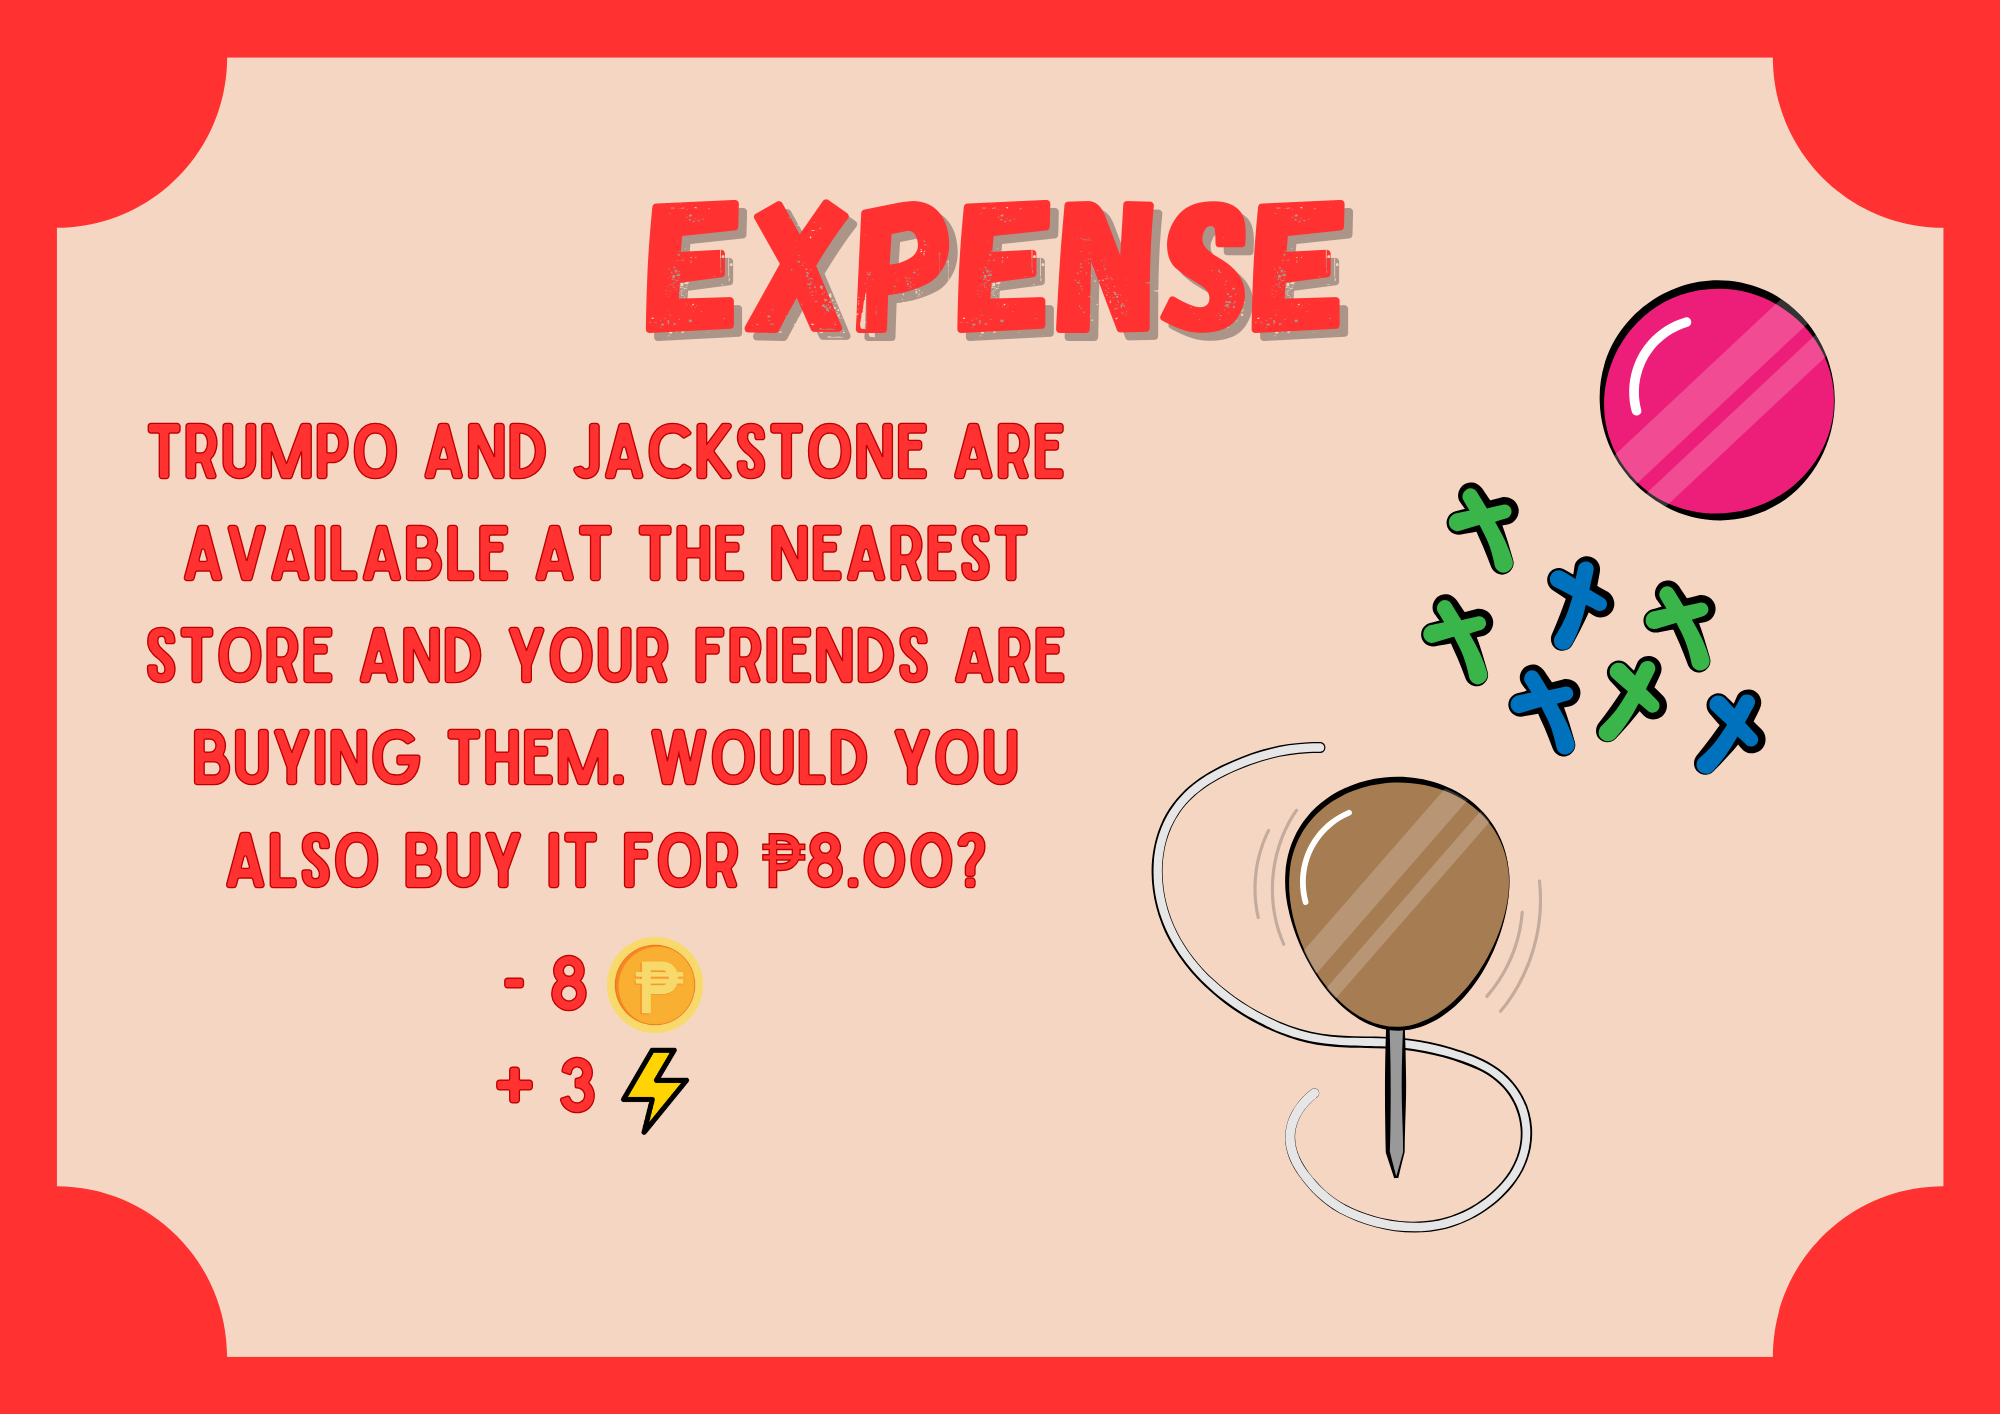 EXPENSE
TRUMPO AND JACKSTONE ARE
AVAILABLE AT THE NEAREST
STORE AND YOUR FRIENDS ARE
BUYING THEM. WOULD YOU
ALSO BUY IT FOR ₱8.00?
- 8 ₱
+ 3